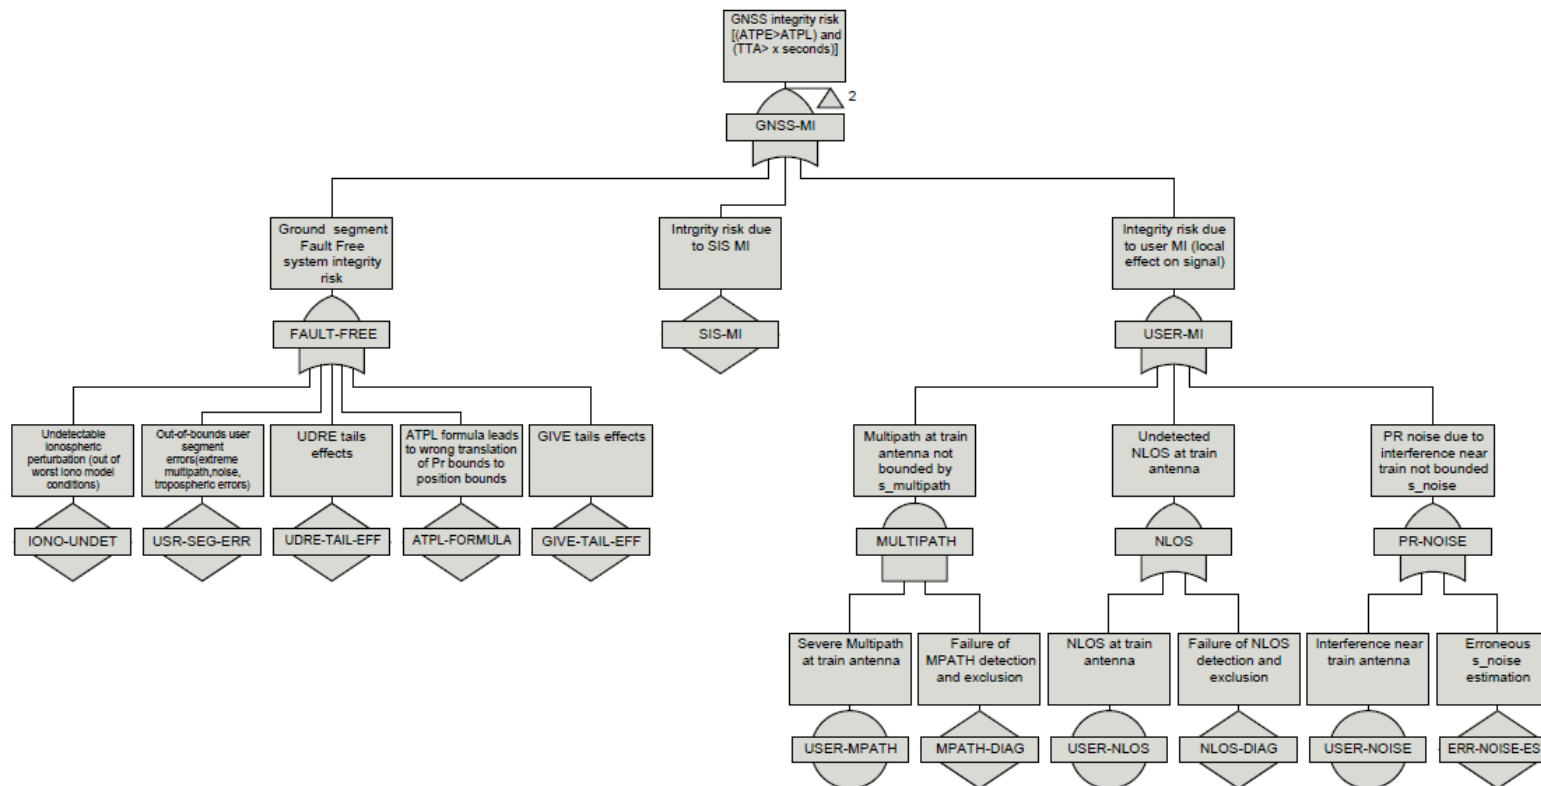 GNSS integrity risk
[(ATPE>ATPL) and
(TTA> x seconds)]
2
GNSS-MI
Ground segment
Fault Free
system integrity
risk
FAULT-FREE
Intrgrity risk due
to SIS MI
SIS-MI
Integrity risk due
to user MI (local
effect on signal)
USER-MI
Undetectable
Ionospheric
perturbation (out of
worst Iono model
conditions)
IONO-UNDET
Out-of-bounds user
segment
errors(extreme
multipath,noise,
tropospheric errors)
USR-SEG-ERR
UDRE tails
effects
UDRE-TAIL-EFF
ATPL formula leads
to wrong translation
of Pr bounds to
position bounds
ATPL-FORMULA
GIVE tails effects
GIVE-TAIL-EFF
Multipath at train
antenna not
bounded by
s_multipath
MULTIPATH
Undetected
NLOS at train
antenna
NLOS
PR noise due to
interference near
train not bounded
s_noise
PR-NOISE
Severe Multipath
at train antenna
USER-MPATH
Failure of
MPATH detection
and exclusion
MPATH-DIAG
NLOS at train
antenna
USER-NLOS
Failure of NLOS
detection and
exclusion
NLOS-DIAG
Interference near
train antenna
USER-NOISE
Erroneous
s_noise
estimation
ERR-NOISE-ES